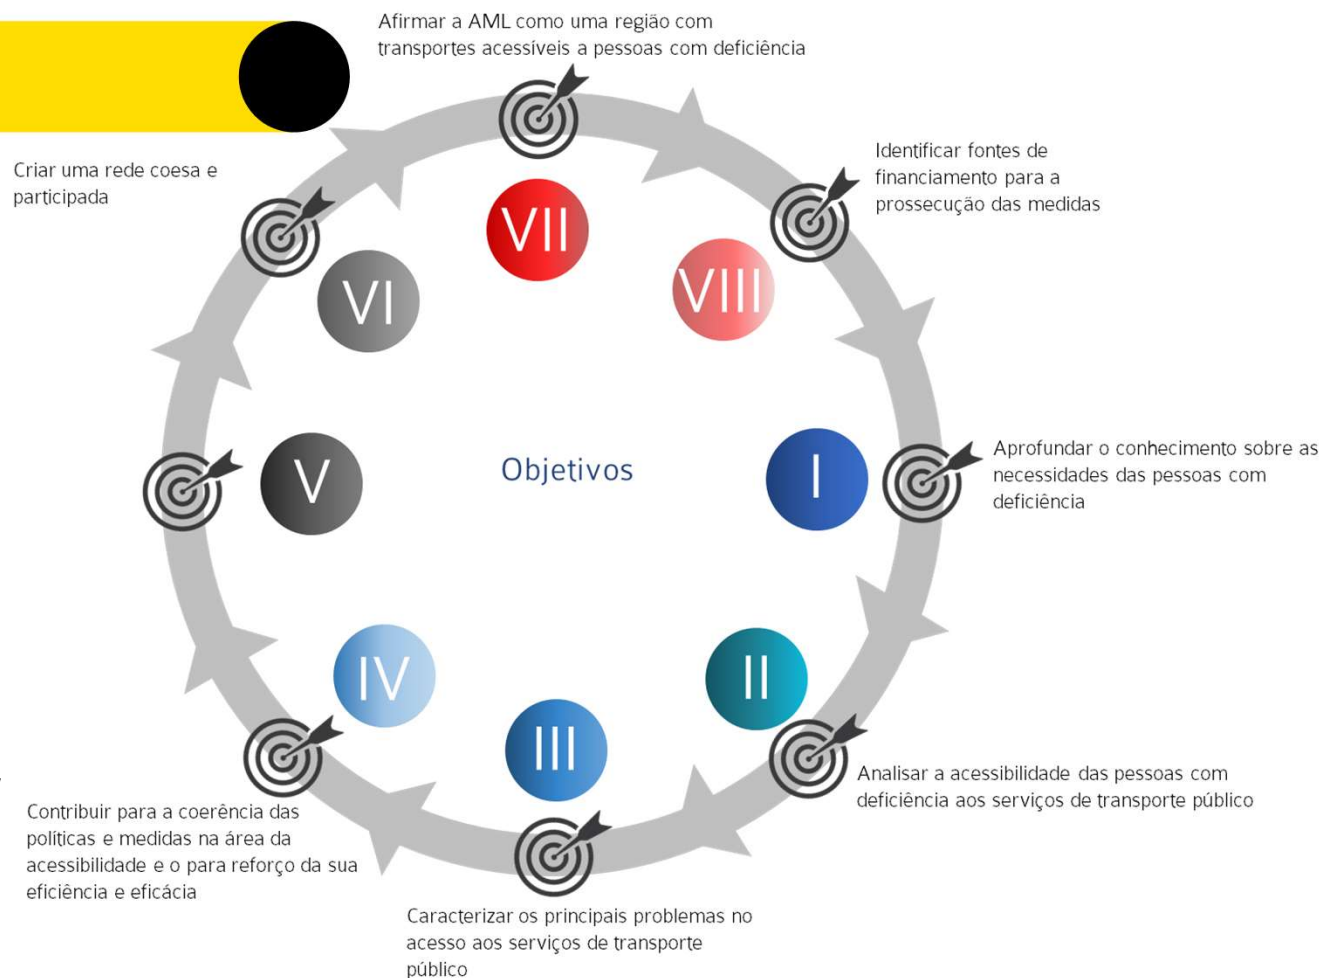 Afirmar a AML como uma região com
transportes acessíveis a pessoas com deficiência
Identificar fontes de
financiamento para a
prossecução das medidas
Criar uma rede coesa e
participada
VII
VIII
VI
Objetivos
V
I
Aprofundar o conhecimento sobre as
necessidades das pessoas com
deficiência
IV
II
III
Analisar a acessibilidade das pessoas com
deficiência aos serviços de transporte público
Contribuir para a coerência das
políticas e medidas na área da
acessibilidade e o para reforço da sua
eficiência e eficácia
Caracterizar os principais problemas no
acesso aos serviços de transporte
público